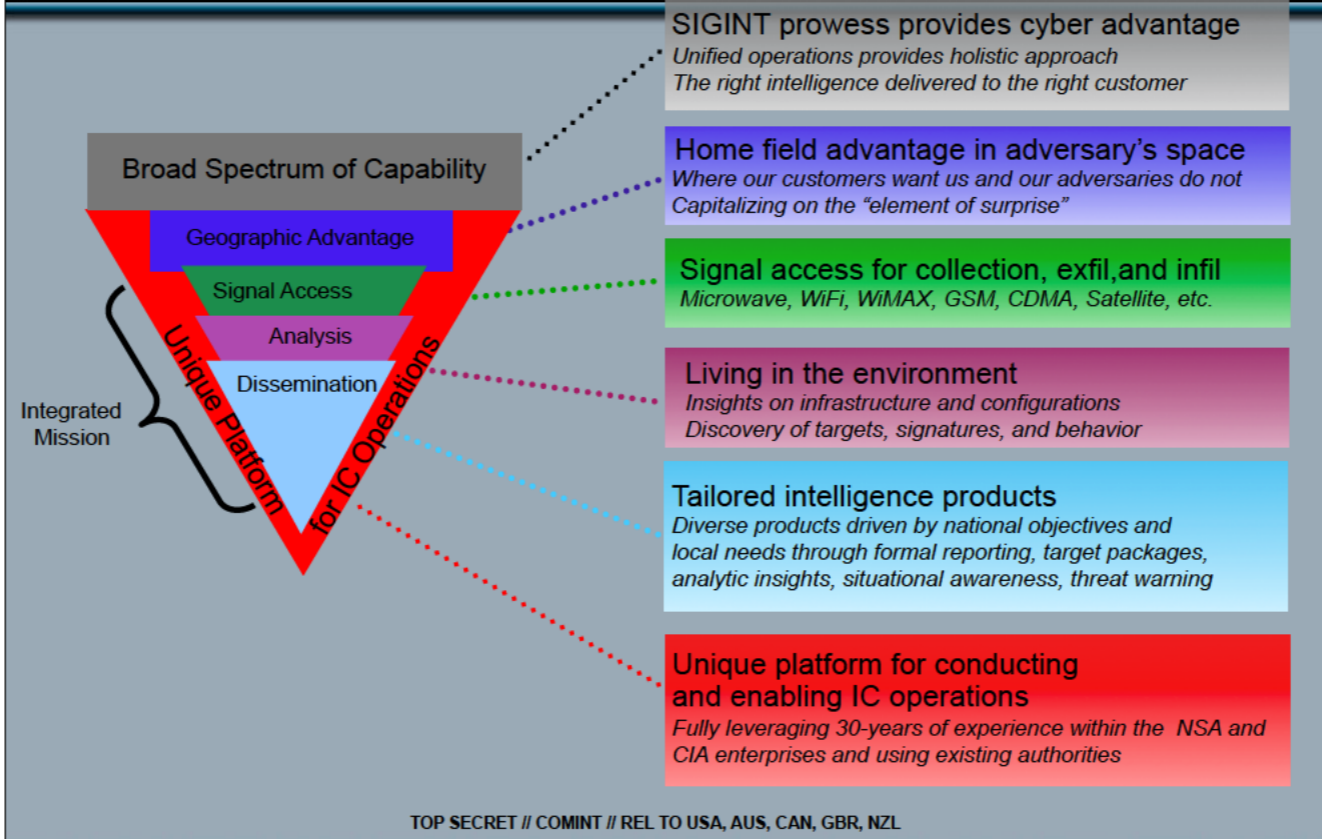 SIGINT prowess provides cyber advantage
Unified operations provides holistic approach
The right intelligence delivered to the right customer
Broad Spectrum of Capability
Home field advantage in adversary’s space
Where our customers want us and our adversaries do not
Capitalizing on the “element of surprise”
Geographic Advantage
Signal Access
Signal access for collection, exfil,and infil
Microwave, WiFi, WiMAX, GSM, CDMA, Satellite, etc.
Analysis
Dissemination
Unique Platform
for IC Operations
Integrated
Mission
Living in the environment
Insights on infrastructure and configurations
Discovery of targets, signatures, and behavior
Tailored intelligence products
Diverse products driven by national objectives and
local needs through formal reporting, target packages,
analytic insights, situational awareness, threat warning
Unique platform for conducting
and enabling IC operations
Fully leveraging 30-years of experience within the NSA and
CIA enterprises and using existing authorities
TOP SECRET // COMINT // REL TO USA, AUS, CAN, GBR, NZL